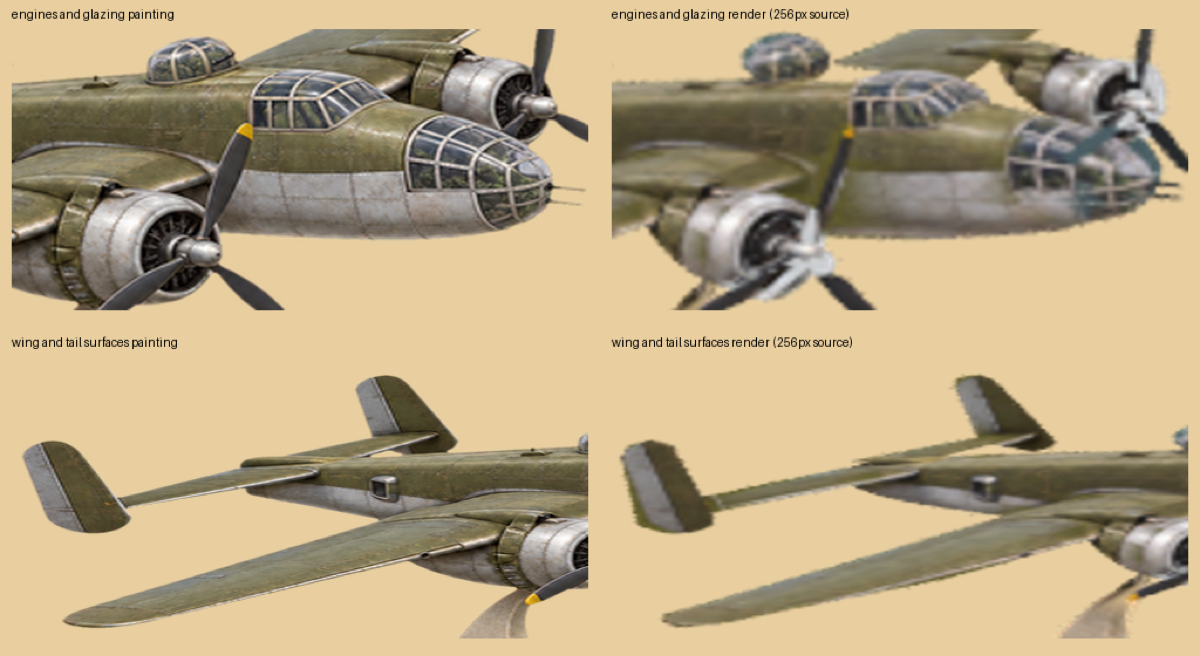 engines and glazing painting
engines and glazing render (256px source)
wing and tail surfaces painting
wing and tail surfaces render (256px source)